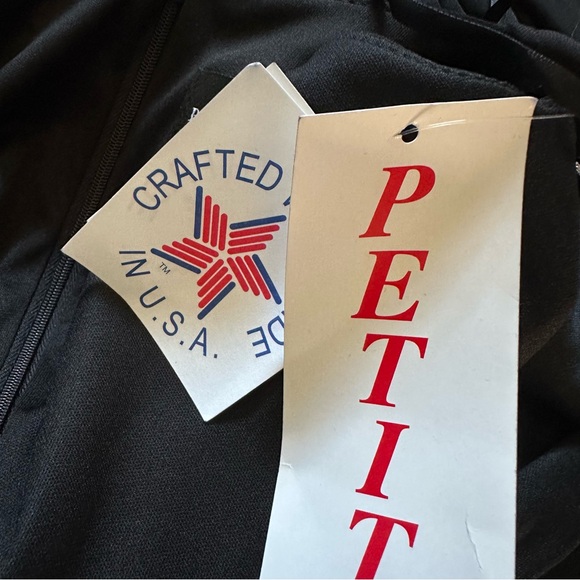 CRAFTED
DE
IN U.S.A.
TM
PETIT